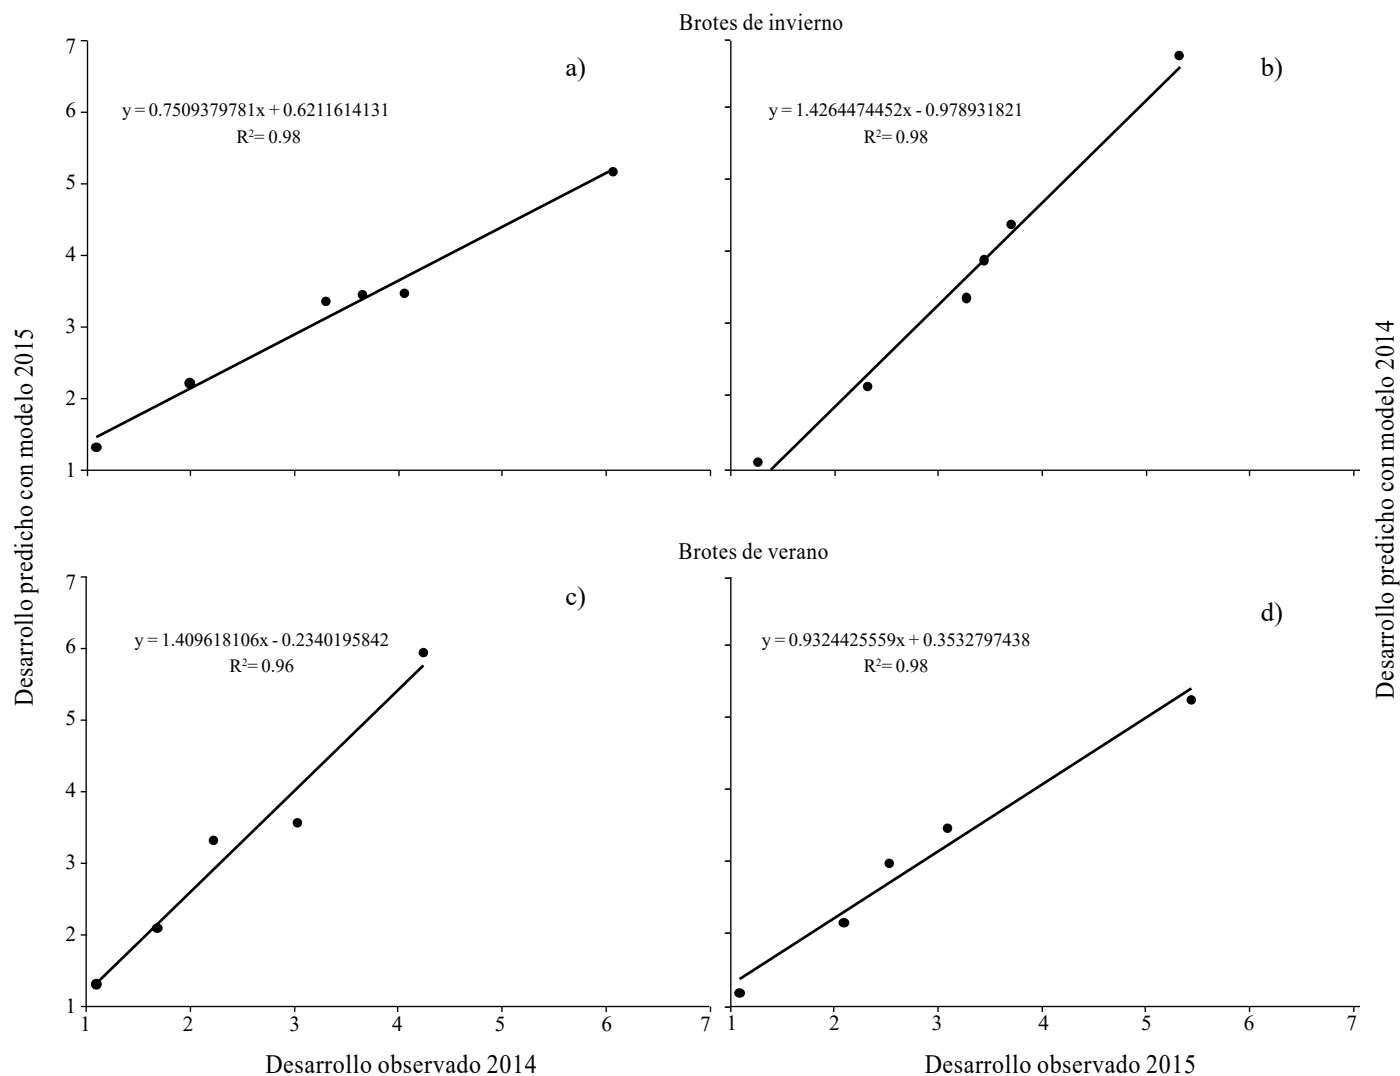 Brotes de invierno
a)
y = 0.7509379781x + 0.6211614131
R²= 0.98
7
6
5
4
3
2
1
b)
y = 1.4264474452x - 0.978931821
R²= 0.98
Desarrollo predicho con modelo 2015
Desarrollo predicho con modelo 2014
Brotes de verano
c)
y = 1.409618106x - 0.2340195842
R²= 0.96
7
6
5
4
3
2
1
1 2 3 4 5 6 7
Desarrollo observado 2014
d)
y = 0.9324425559x + 0.3532797438
R²= 0.98
1 2 3 4 5 6 7
Desarrollo observado 2015